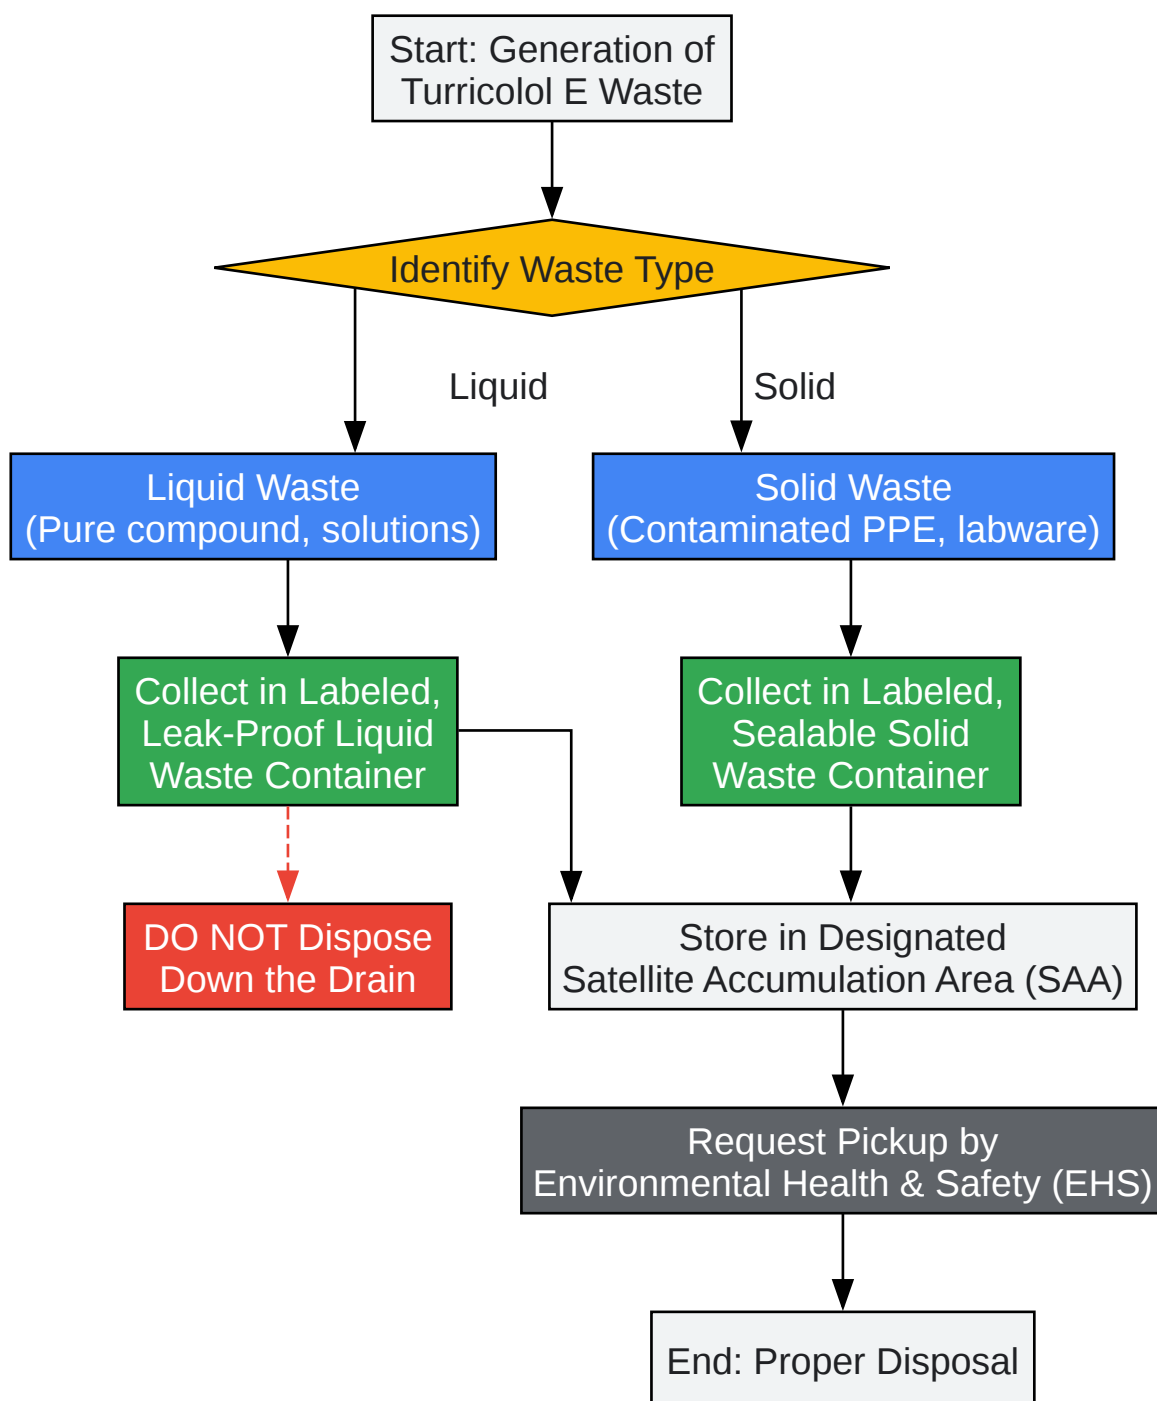 Start: Generation of
Turricolol E Waste
Identify Waste Type
Liquid
Solid
Liquid Waste
(Pure compound, solutions)
Solid Waste
(Contaminated PPE, labware)
Collect in Labeled,
Leak-Proof Liquid
Waste Container
Collect in Labeled,
Sealable Solid
Waste Container
DO NOT Dispose
Down the Drain
Store in Designated
Satellite Accumulation Area (SAA)
Request Pickup by
Environmental Health & Safety (EHS)
End: Proper Disposal